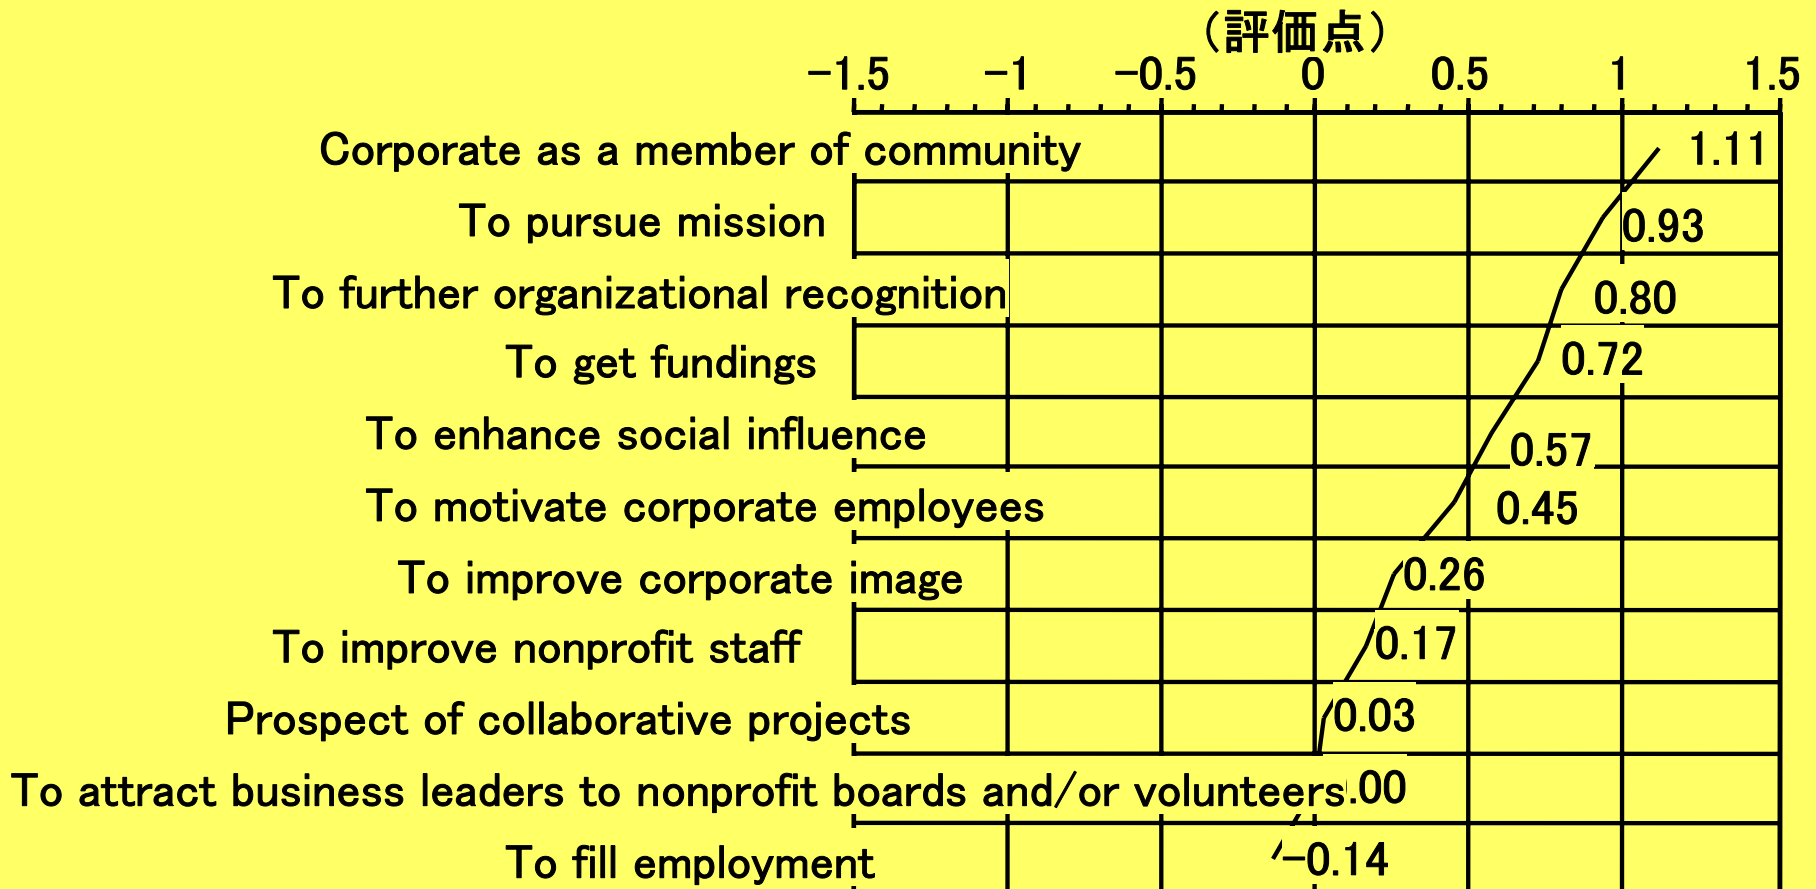 （評価点）
-1.5 -1 -0.5 0 0.5 1 1.5
Corporate as a member of community 1.11
To pursue mission 0.93
To further organizational recognition 0.80
To get fundings 0.72
To enhance social influence 0.57
To motivate corporate employees 0.45
To improve corporate image 0.26
To improve nonprofit staff 0.17
Prospect of collaborative projects 0.03
To attract business leaders to nonprofit boards and/or volunteers .00
To fill employment -0.14